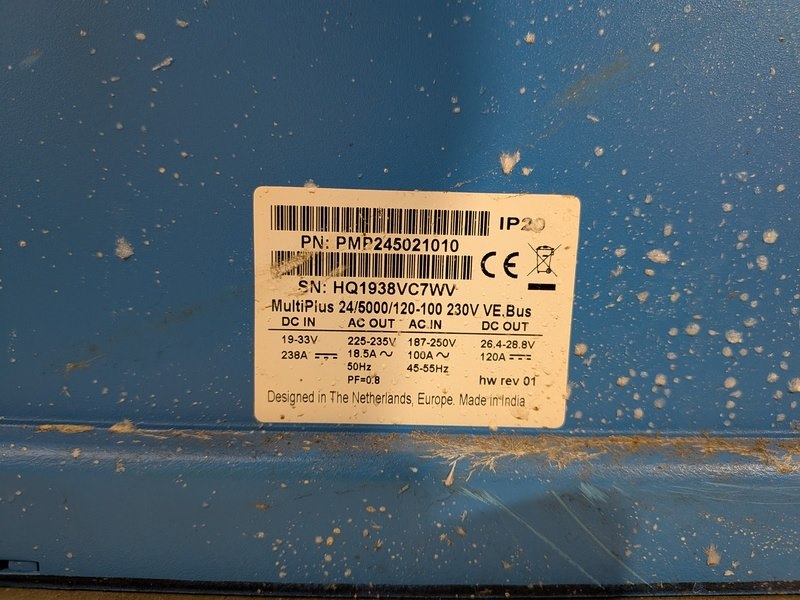 IP20
PN: PMP245021010
SN: HQ1938VC7WV
CE
MultiPlus 24/5000/120-100 230V VE.Bus
DC IN AC OUT AC IN DC OUT
19-33V 225-235V 187-250V 26.4-28.8V
238A 18.5A 100A 120A
50Hz 45-55Hz
PF=0.8 hw rev 01
Designed in The Netherlands, Europe. Made in India